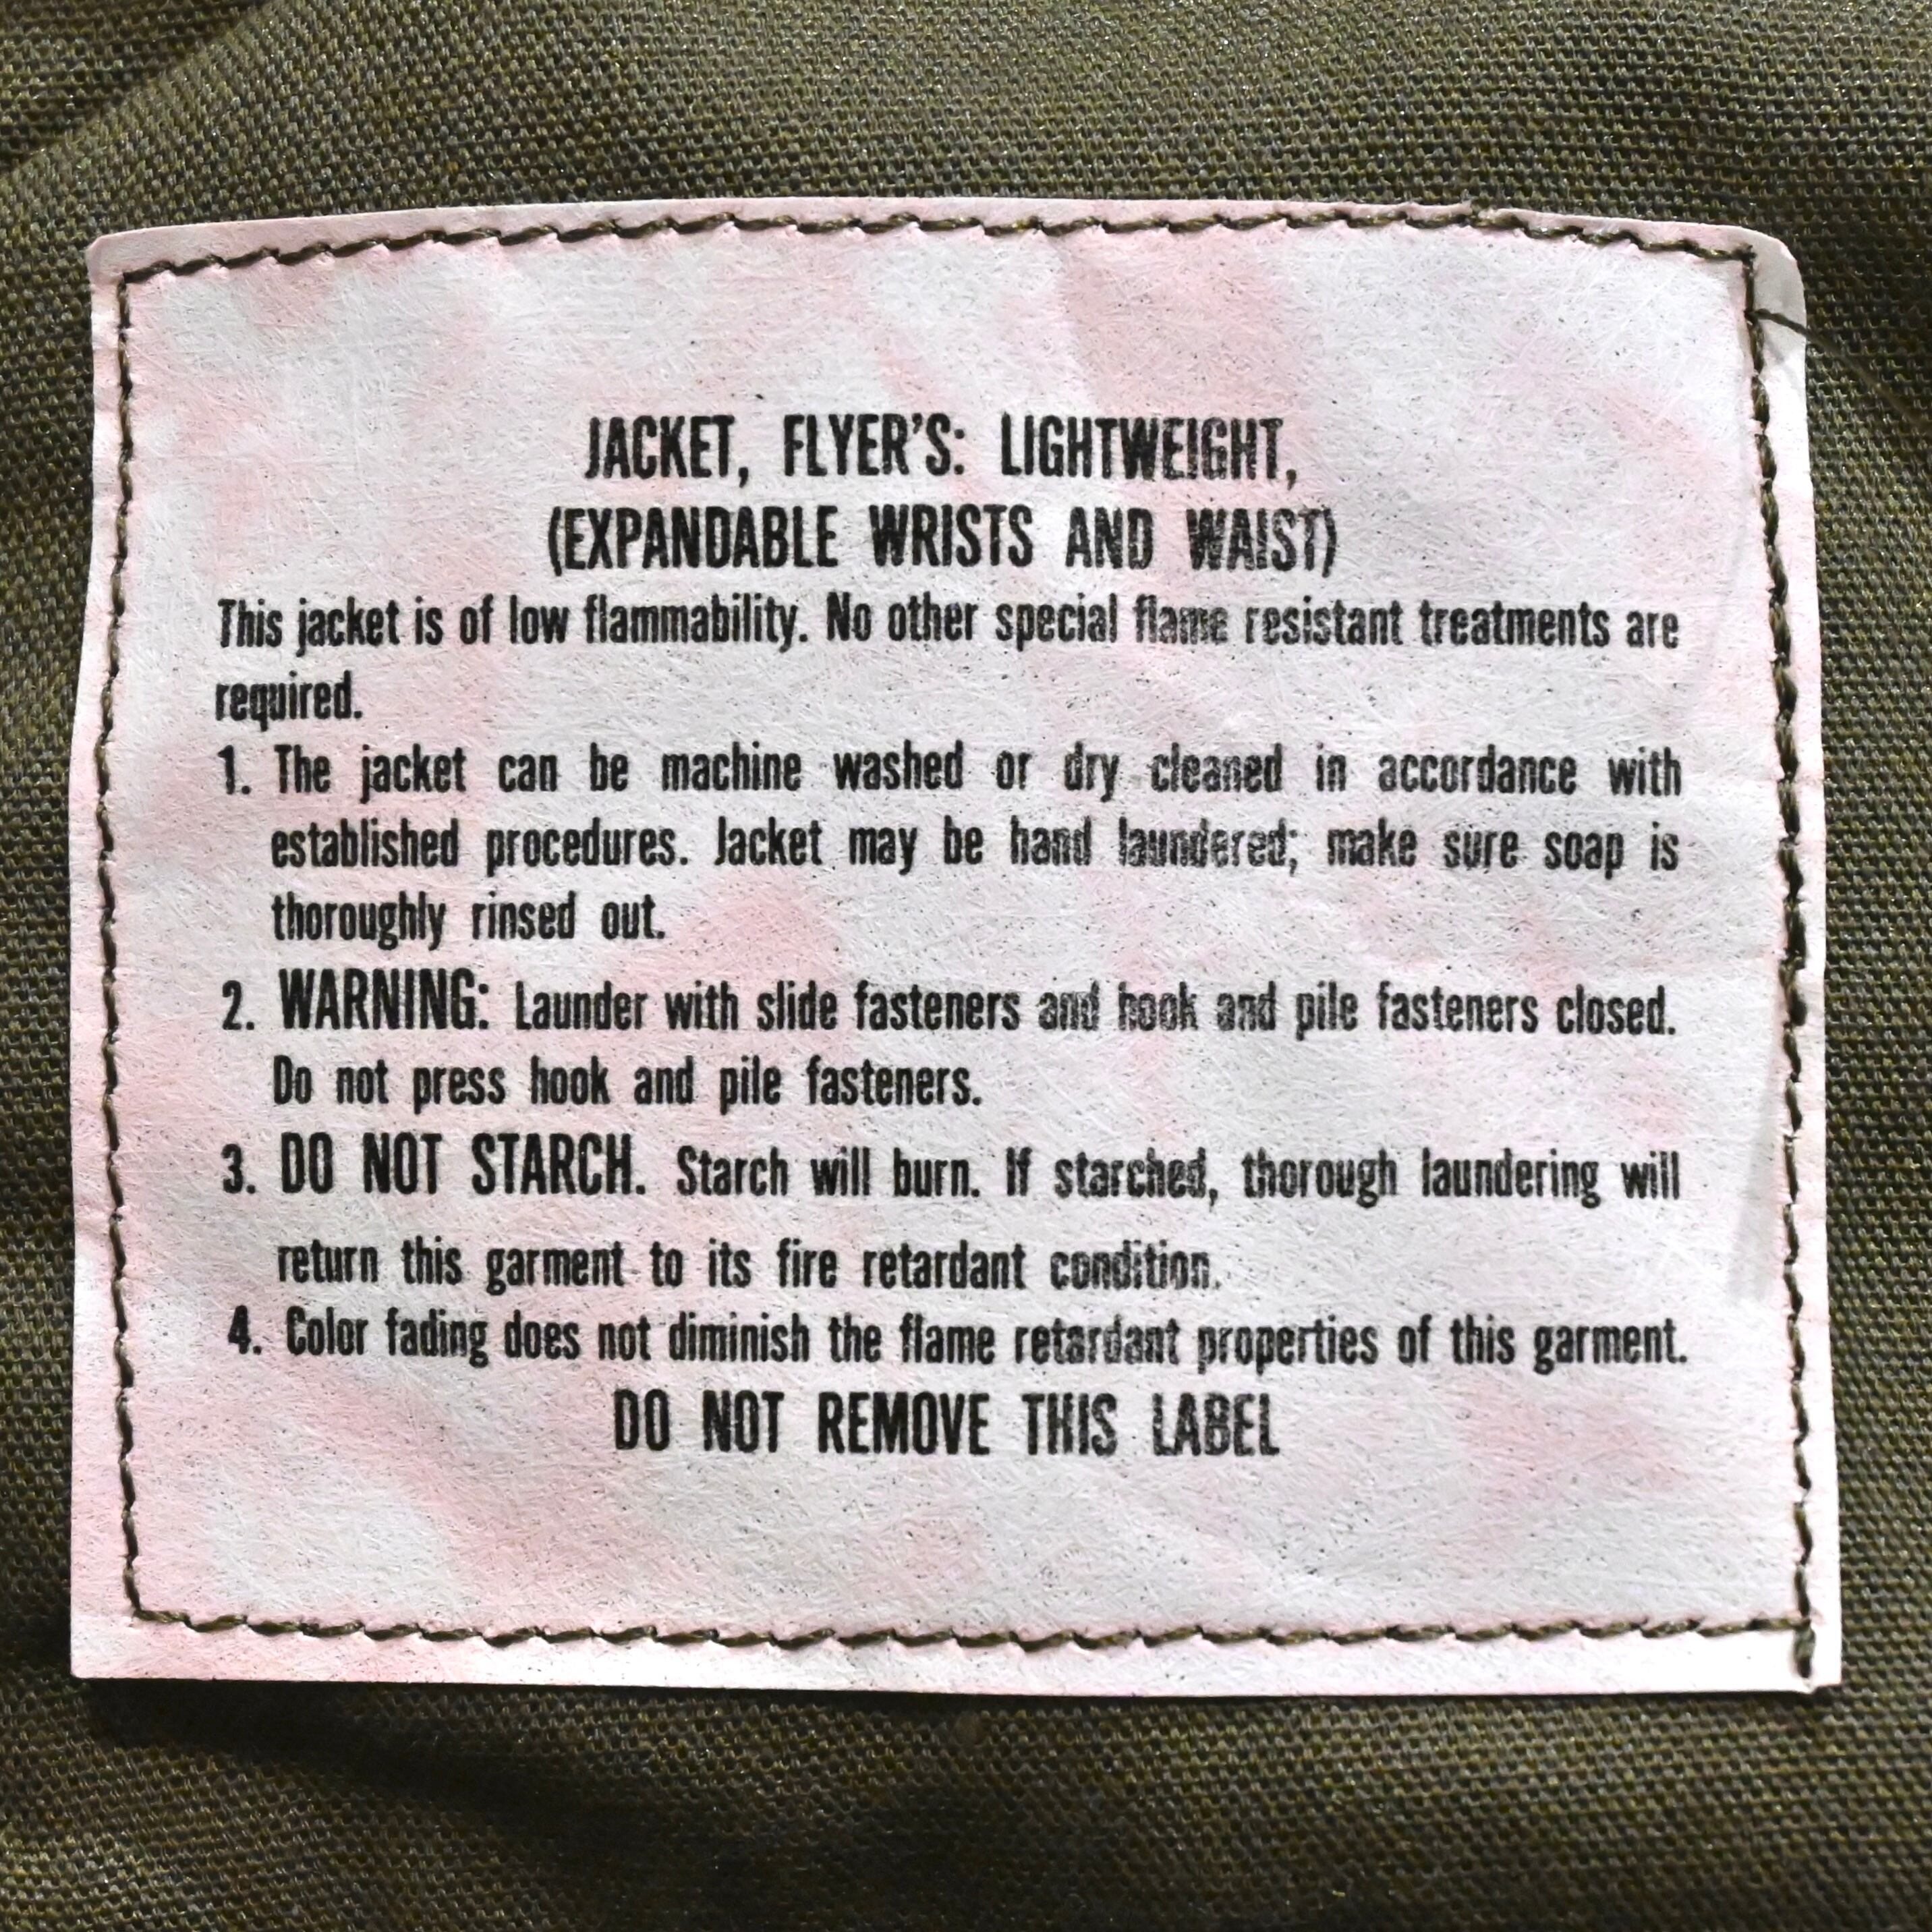 JACKET, FLYER'S: LIGHTWEIGHT,
(EXPANDABLE WRISTS AND WAIST)
This jacket is of low flammability. No other special flame resistant treatments are
required.
1. The jacket can be machine washed or dry cleaned in accordance with
established procedures. Jacket may be hand laundered; make sure soap is
thoroughly rinsed out.
2. WARNING: Launder with slide fasteners and hook and pile fasteners closed.
Do not press hook and pile fasteners.
3. DO NOT STARCH. Starch will burn. If starched, thorough laundering will
return this garment to its fire retardant condition.
4. Color fading does not diminish the flame retardant properties of this garment.
DO NOT REMOVE THIS LABEL